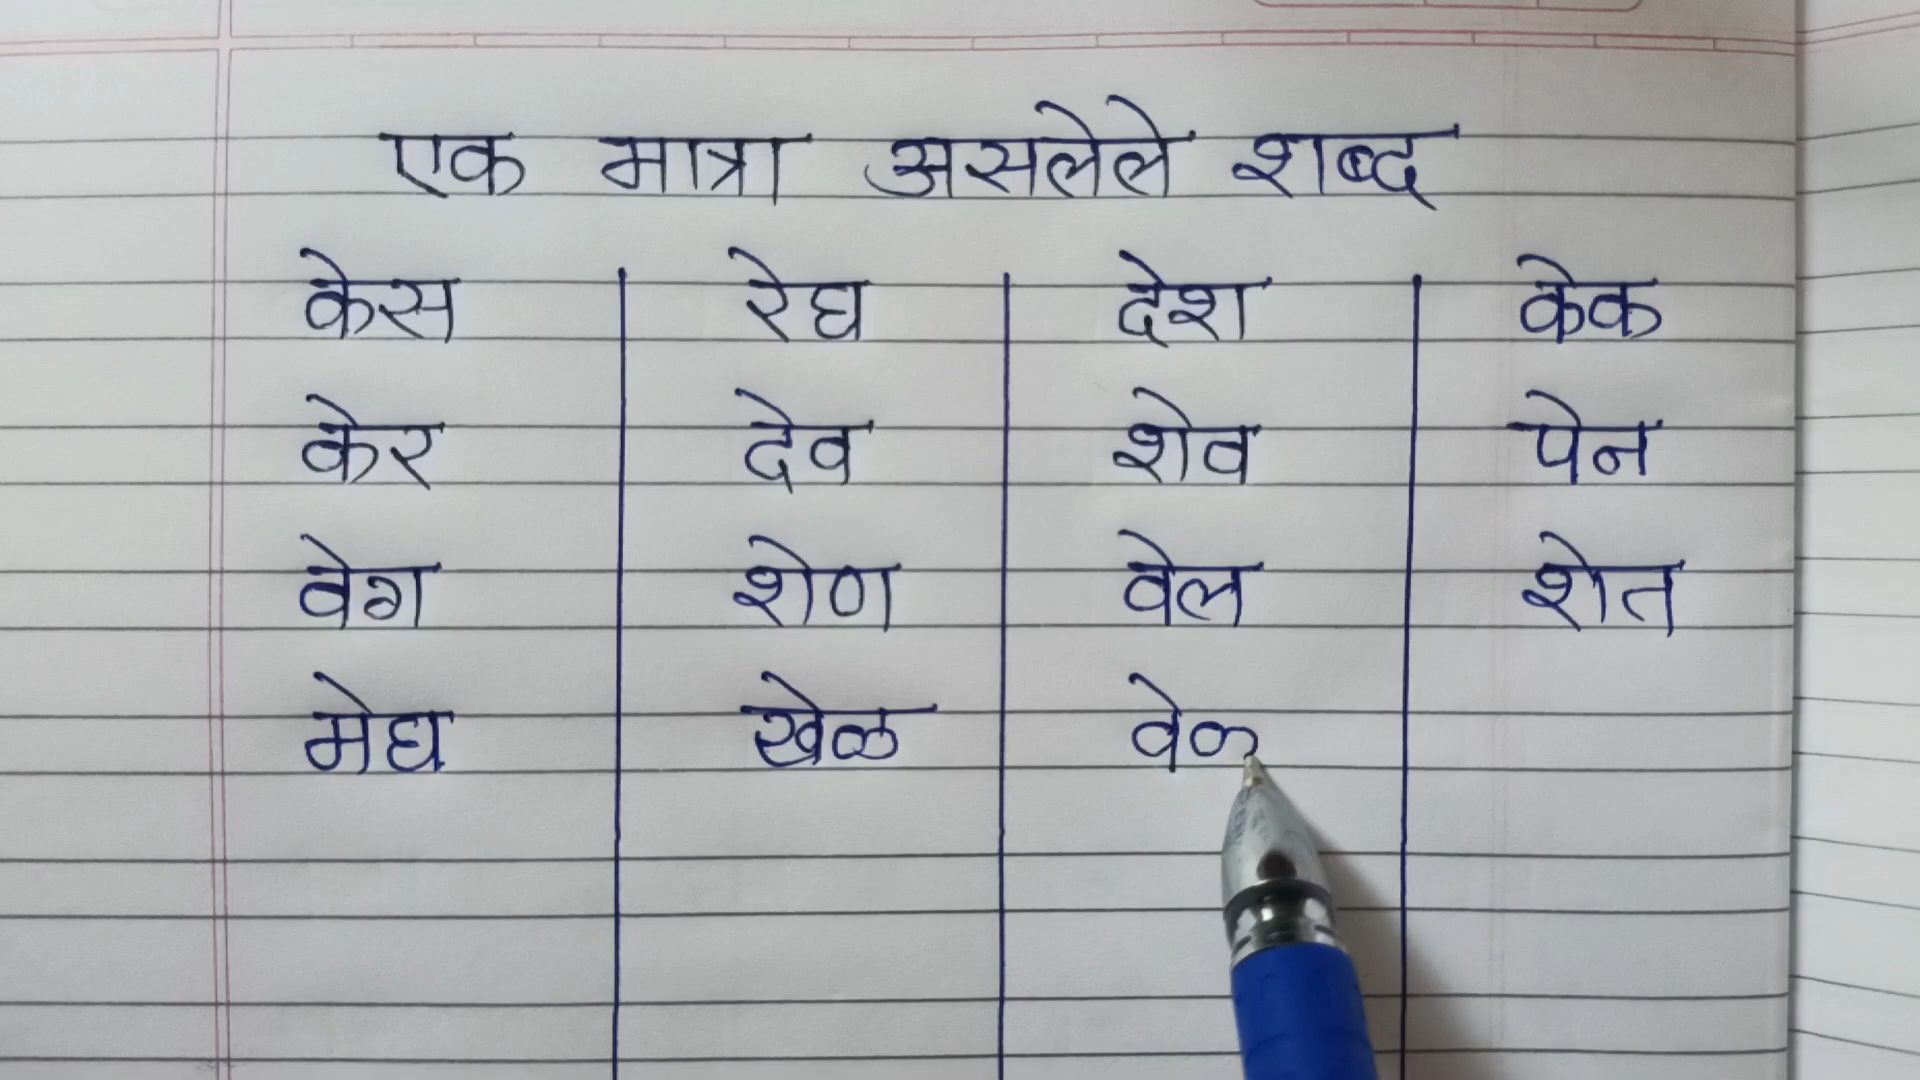 एक मात्रा असलेले शब्द
केस रेघ देश केक
केर देव शेव पेन
वेग शेण वेल शेत
मेघ खेळ वेळ